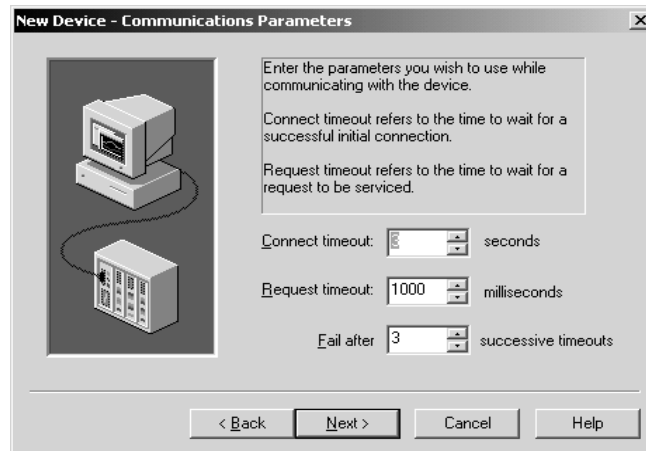 New Device - Communications Parameters
Enter the parameters you wish to use while
communicating with the device.
Connect timeout refers to the time to wait for a
successful initial connection.
Request timeout refers to the time to wait for a
request to be serviced.
Connect timeout: 3 seconds
Request timeout: 1000 milliseconds
Fail after 3 successive timeouts
< Back Next > Cancel Help